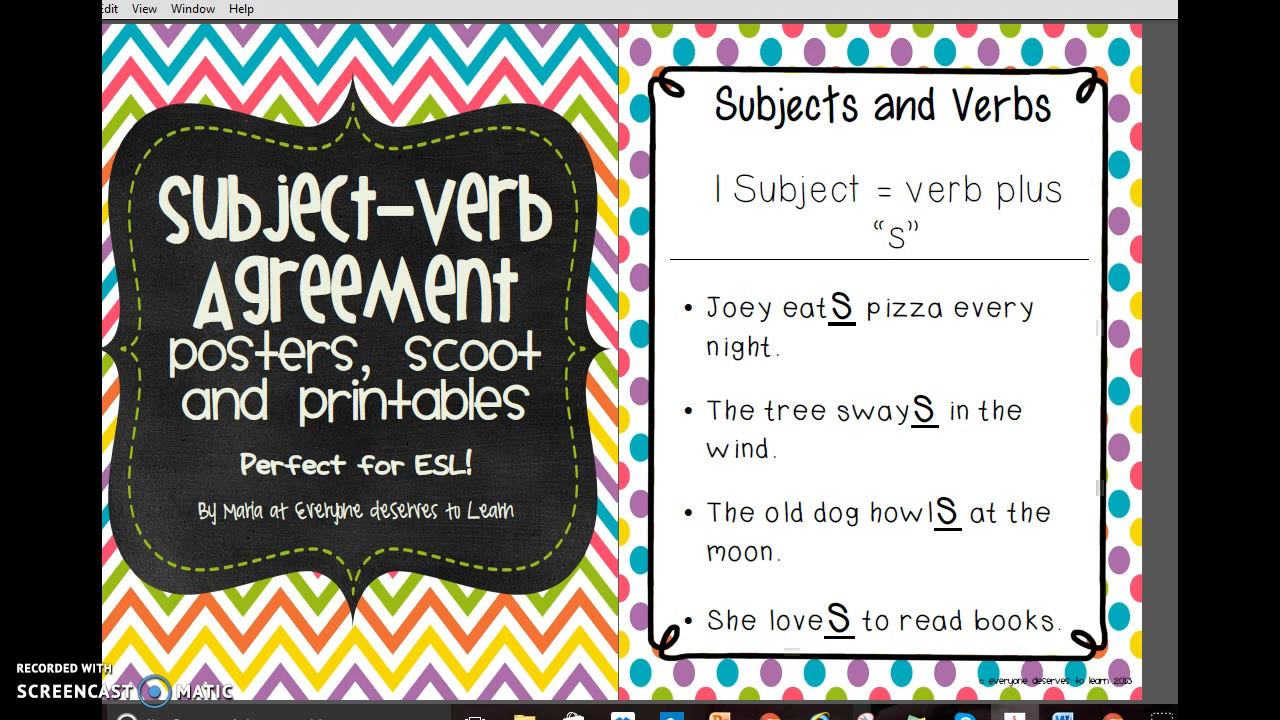 Edit View Window Help
Subject-Verb
Agreement
posters, scoot
and printables
Perfect for ESL!
By Maria at Everyone deserves to Learn
Subjects and Verbs
1 Subject = verb plus
“S”
• Joey eatS pizza every
night.
• The tree swayS in the
wind.
• The old dog howlS at the
moon.
• She loveS to read books.
© everyone deserves to learn 2013
RECORDED WITH
SCREENCAST MATIC